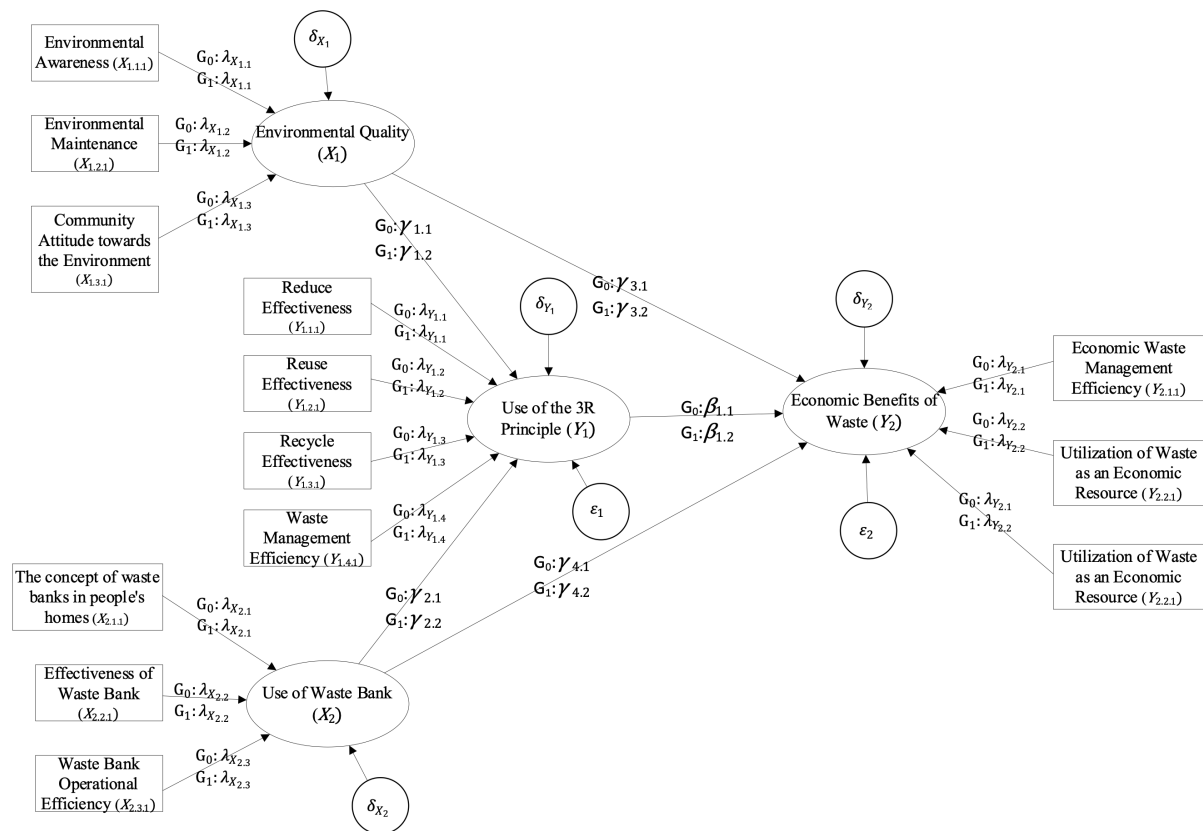 Environmental
Awareness (X1.1.1)
G0: λX1.1
G1: λX1.1
δX1
Environmental
Maintenance
(X1.2.1)
G0: λX1.2
G1: λX1.2
Environmental Quality
(X1)
Community
Attitude towards
the Environment
(X1.3.1)
G0: λX1.3
G1: λX1.3
G0: γ1.1
G1: γ1.2
G0: γ3.1
G1: γ3.2
Reduce
Effectiveness
(Y1.1.1)
G0: λY1.1
G1: λY1.1
δY1
δY2
Reuse
Effectiveness
(Y1.2.1)
G0: λY1.2
G1: λY1.2
Use of the 3R
Principle (Y1)
G0: β1.1
G1: β1.2
Economic Benefits of
Waste (Y2)
G0: λY2.1
G1: λY2.1
Economic Waste
Management
Efficiency (Y2.1.1)
Recycle
Effectiveness
(Y1.3.1)
G0: λY1.3
G1: λY1.3
G0: λY2.2
G1: λY2.2
Utilization of Waste
as an Economic
Resource (Y2.2.1)
Waste
Management
Efficiency (Y1.4.1)
G0: λY1.4
G1: λY1.4
ε1
ε2
G0: λY2.1
G1: λY2.2
Utilization of Waste
as an Economic
Resource (Y2.2.1)
The concept of waste
banks in people's
homes (X2.1.1)
G0: λX2.1
G1: λX2.1
G0: γ2.1
G1: γ2.2
G0: γ4.1
G1: γ4.2
Effectiveness of
Waste Bank
(X2.2.1)
G0: λX2.2
G1: λX2.2
Use of Waste Bank
(X2)
Waste Bank
Operational
Efficiency (X2.3.1)
G0: λX2.3
G1: λX2.3
δX2